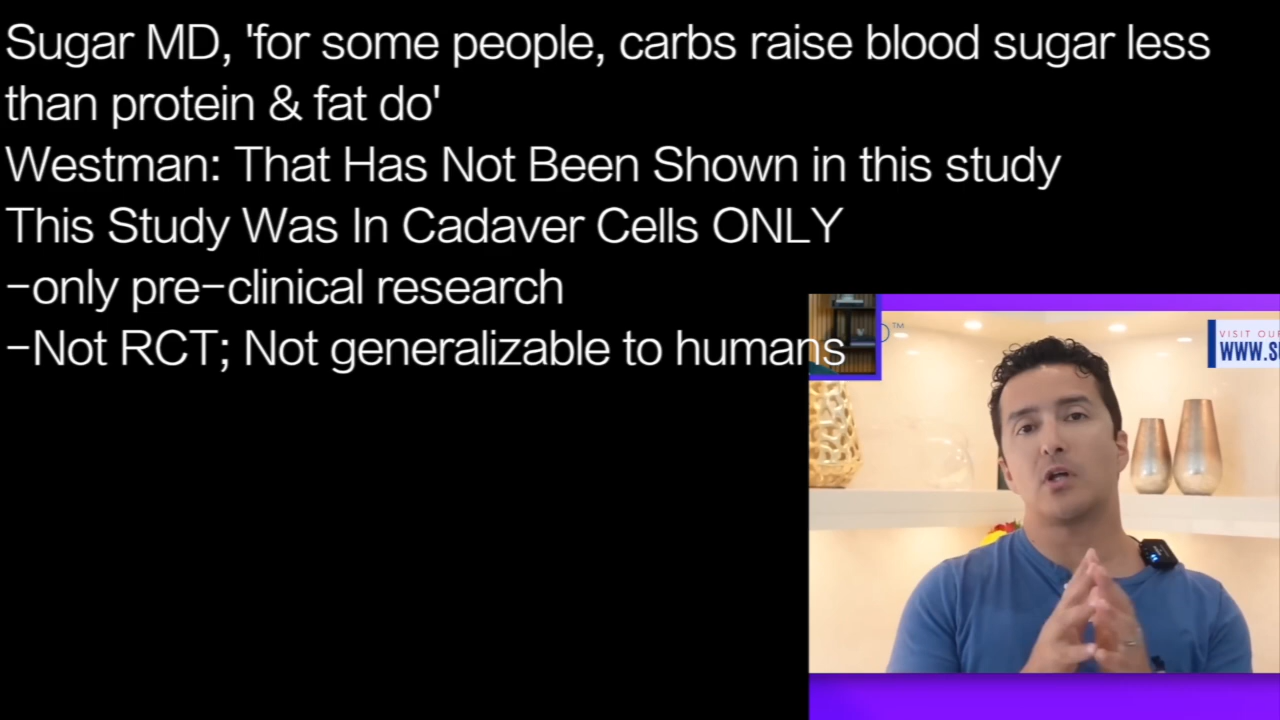 Sugar MD, 'for some people, carbs raise blood sugar less
than protein & fat do'
Westman: That Has Not Been Shown in this study
This Study Was In Cadaver Cells ONLY
-only pre-clinical research
-Not RCT; Not generalizable to humans
VISIT OU
WWW.S